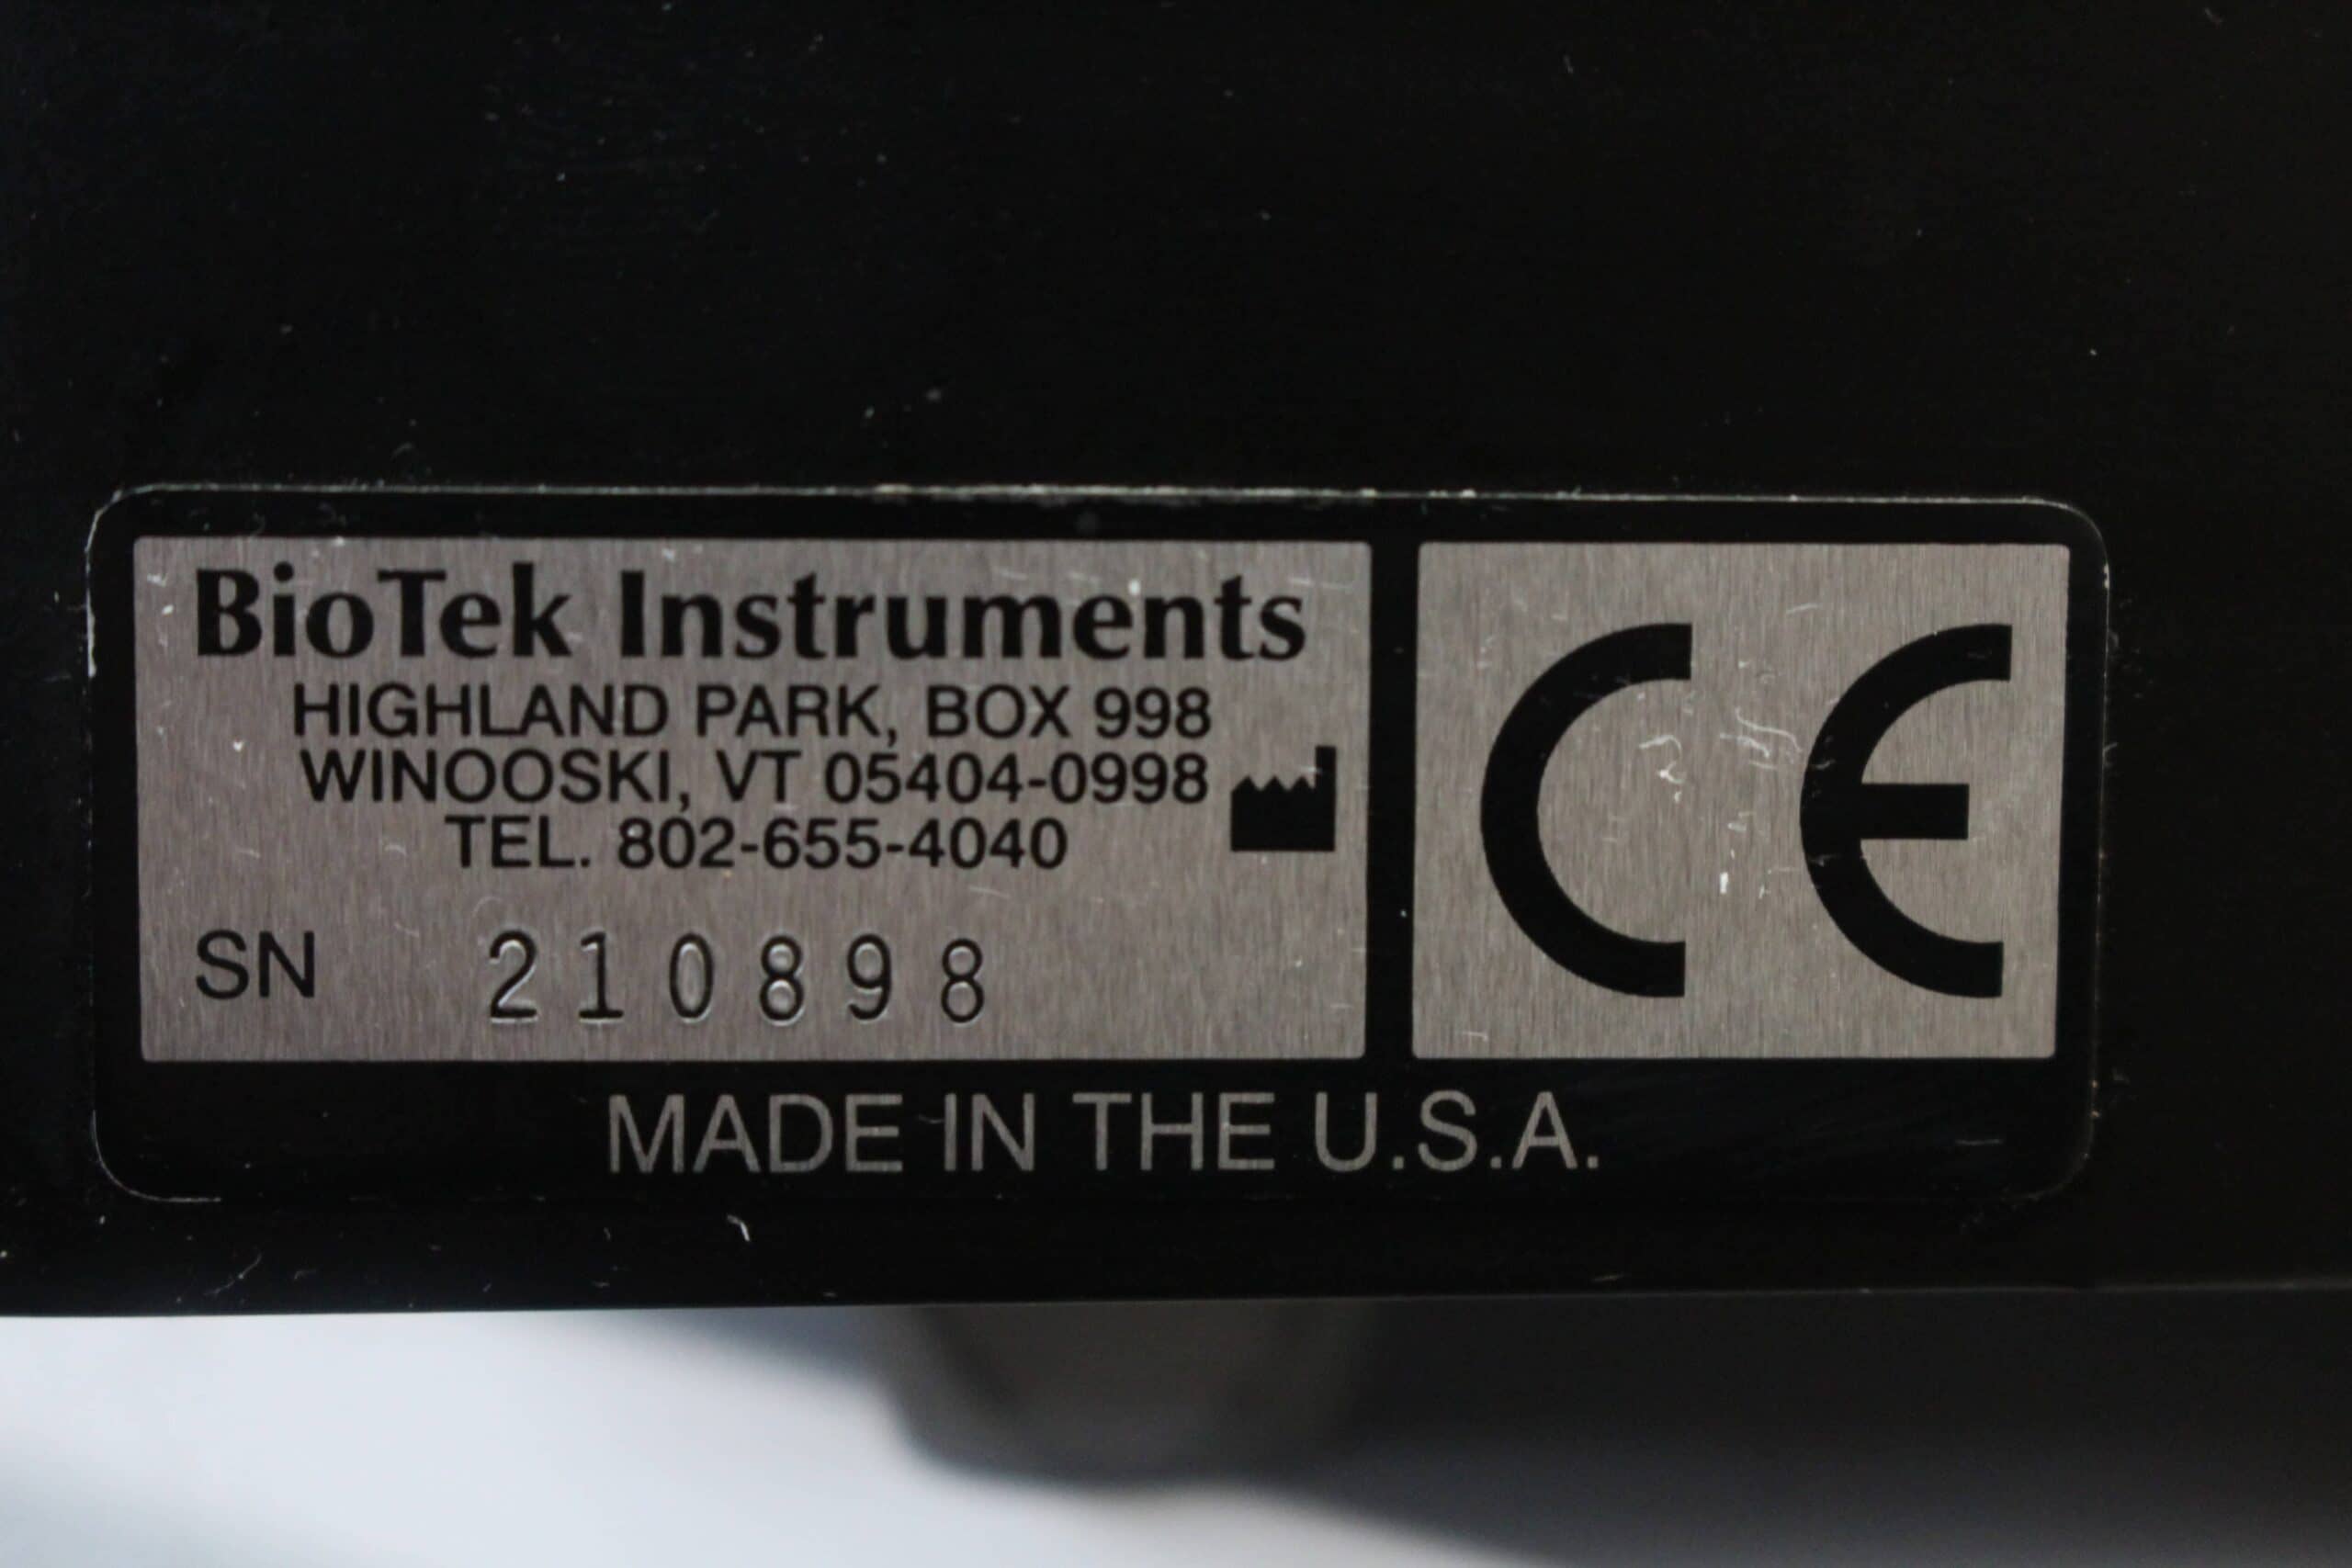 BioTek Instruments
HIGHLAND PARK, BOX 998
WINOOSKI, VT 05404-0998
TEL. 802-655-4040
SN 210898
CE
MADE IN THE U.S.A.